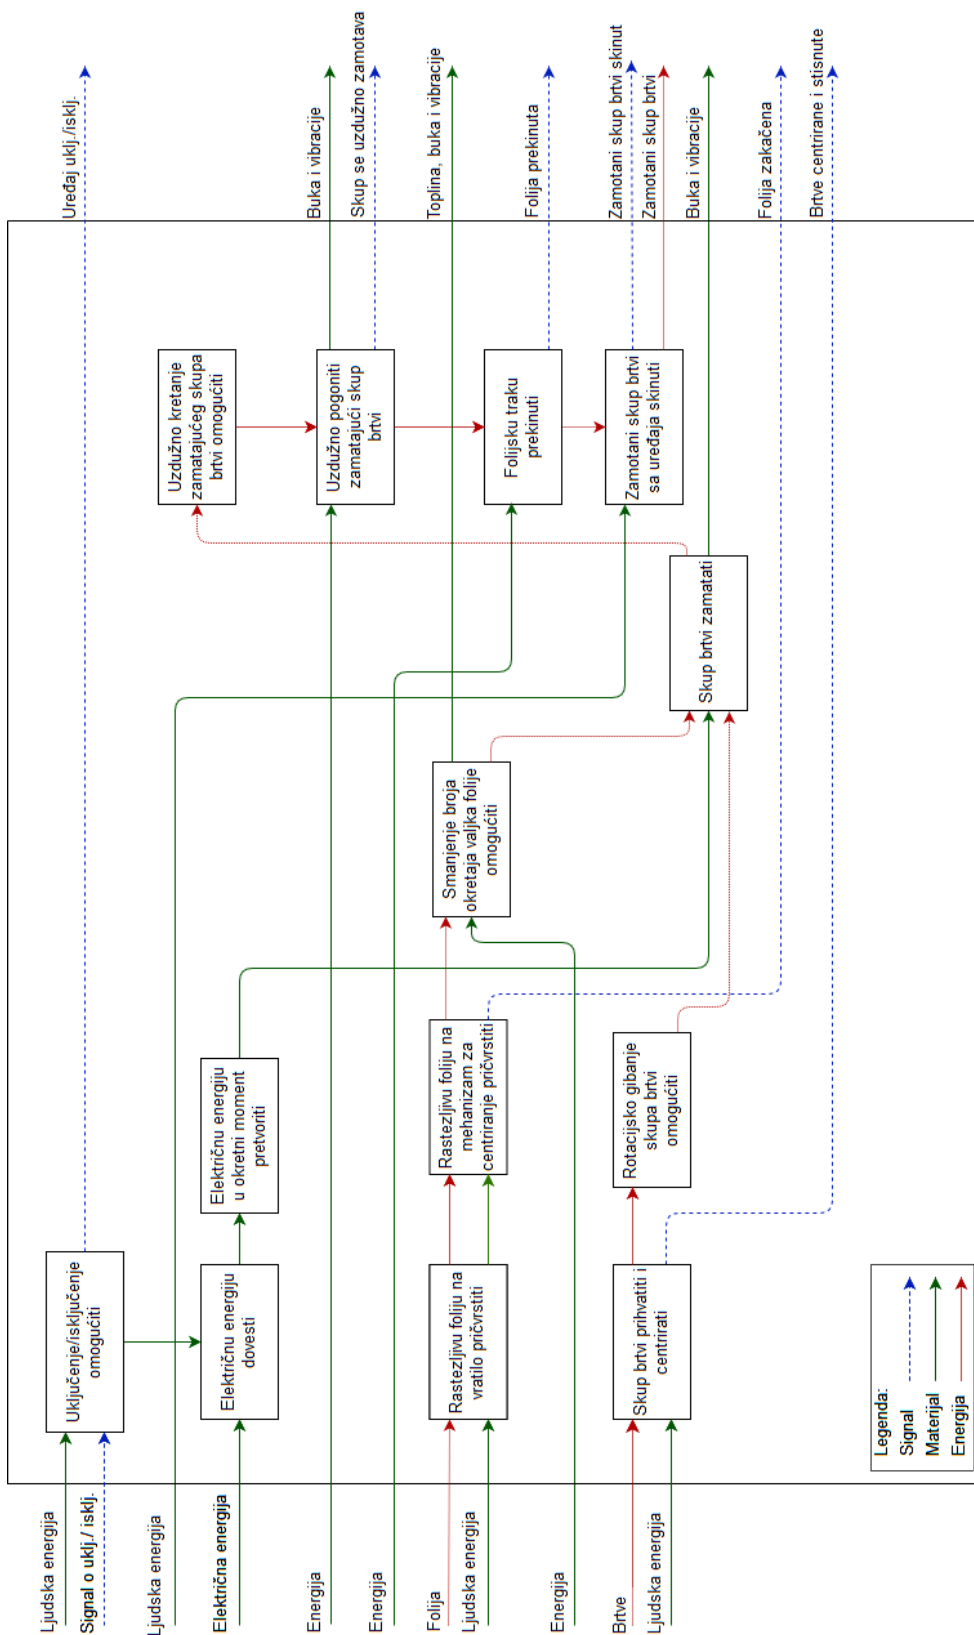 Ljudska energija
Signal o uklj./ isklj.
Ljudska energija
Električna energija
Energija
Energija
Folija
Ljudska energija
Energija
Brtve
Ljudska energija
Uključenje/isključenje
omogućiti
Električnu energiju
dovesti
Rastezljivu foliju na
vratilo pričvrstiti
Skup brtvi prihvatiti i
centrirati
Električnu energiju
u okretni moment
pretvoriti
Rastezljivu foliju na
mehanizam za
centriranje pričvrstiti
Rotacijsko gibanje
skupa brtvi
omogućiti
Smanjenje broja
okretaja valjka folije
omogućiti
Skup brtvi zamatati
Uzdužno kretanje
zamatajućeg skupa
brtvi omogućiti
Uzdužno pogoniti
zamatajući skup
brtvi
Folijsku traku
prekinuti
Zamotani skup brtvi
sa uređaja skinuti
Uređaj uklj./isklj.
Buka i vibracije
Skup se uzdužno zamotava
Toplina, buka i vibracije
Folija prekinuta
Zamotani skup brtvi skinut
Zamotani skup brtvi
Buka i vibracije
Folija zakačena
Brtve centrirane i stisnute
Legenda:
Signal
Materijal
Energija